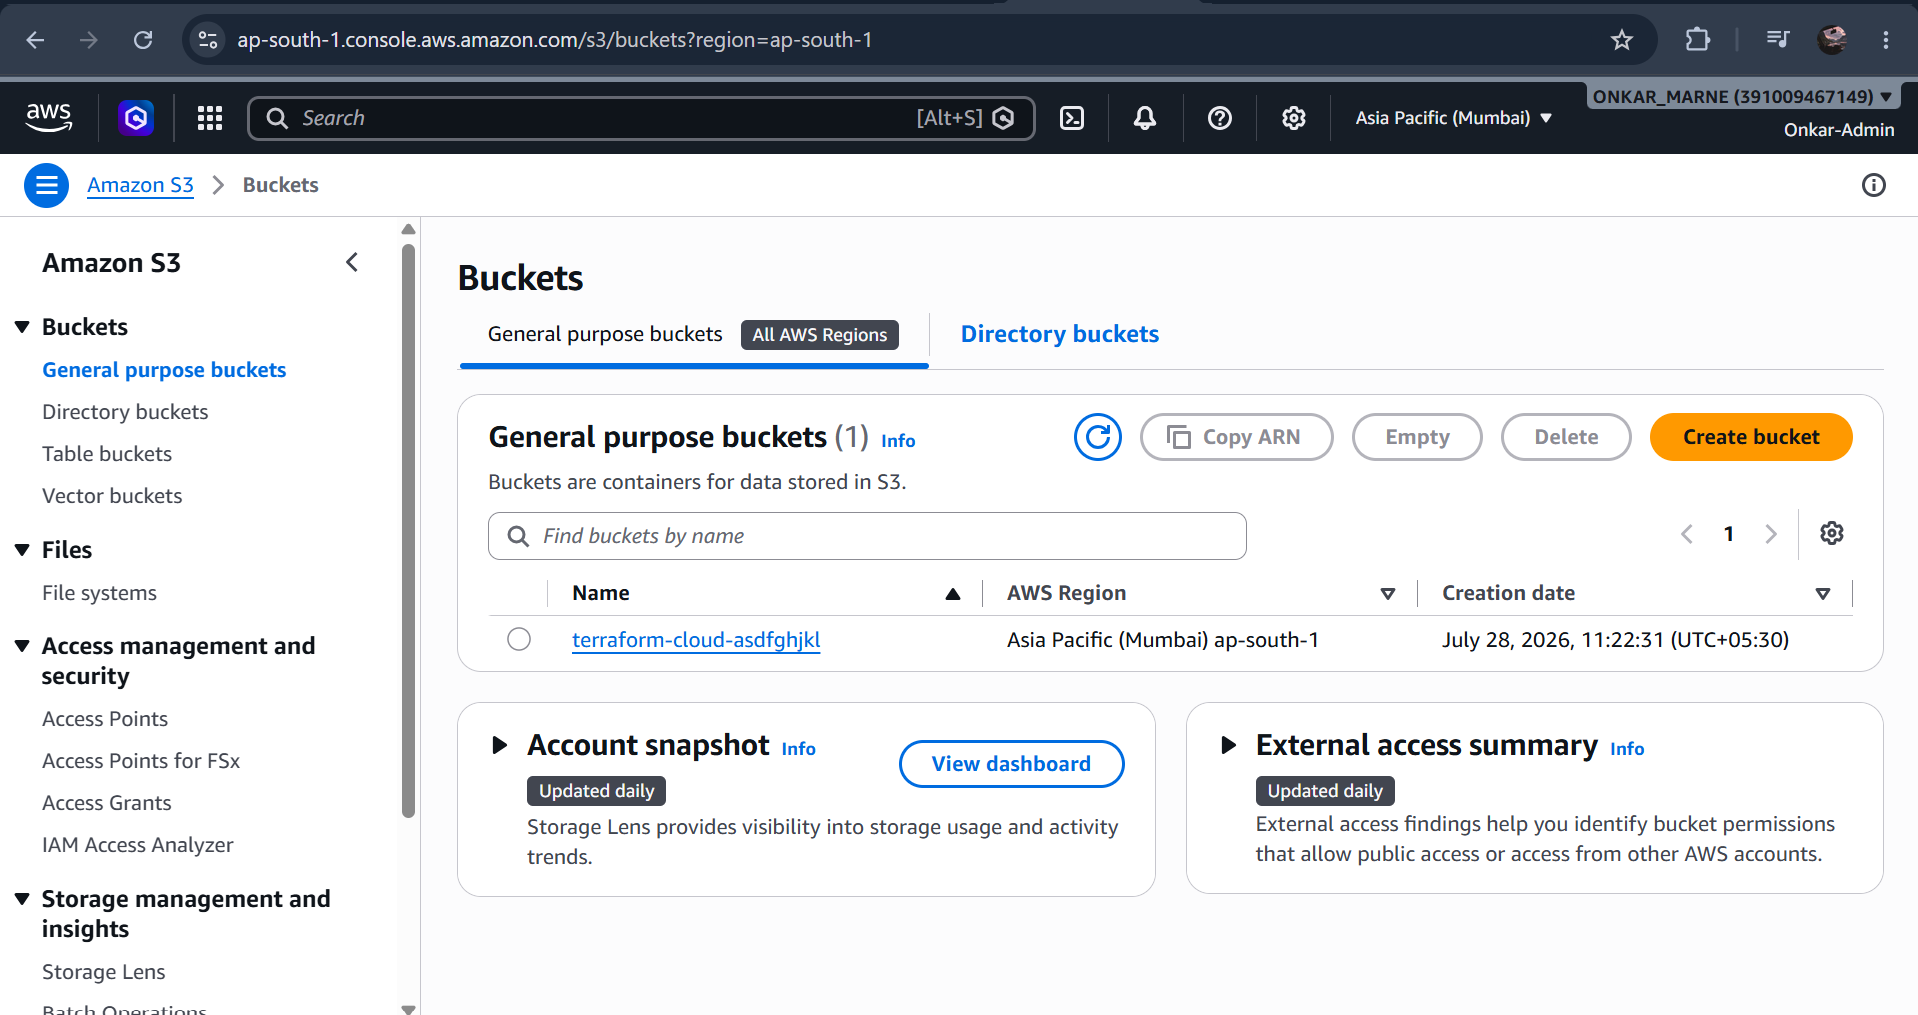 ap-south-1.console.aws.amazon.com/s3/buckets?region=ap-south-1
aws
Search
[Alt+S]
Asia Pacific (Mumbai)
ONKAR_MARNE (391009467149)
Onkar-Admin
Amazon S3
Buckets
Amazon S3
Buckets
General purpose buckets
Directory buckets
Table buckets
Vector buckets
Files
File systems
Access management and
security
Access Points
Access Points for FSx
Access Grants
IAM Access Analyzer
Storage management and
insights
Storage Lens
Batch Operations
Buckets
General purpose buckets All AWS Regions
Directory buckets
General purpose buckets (1) Info
Copy ARN
Empty
Delete
Create bucket
Buckets are containers for data stored in S3.
Find buckets by name
1
Name AWS Region Creation date
terraform-cloud-asdfghjkl Asia Pacific (Mumbai) ap-south-1 July 28, 2026, 11:22:31 (UTC+05:30)
Account snapshot Info
View dashboard
Updated daily
Storage Lens provides visibility into storage usage and activity
trends.
External access summary Info
Updated daily
External access findings help you identify bucket permissions
that allow public access or access from other AWS accounts.